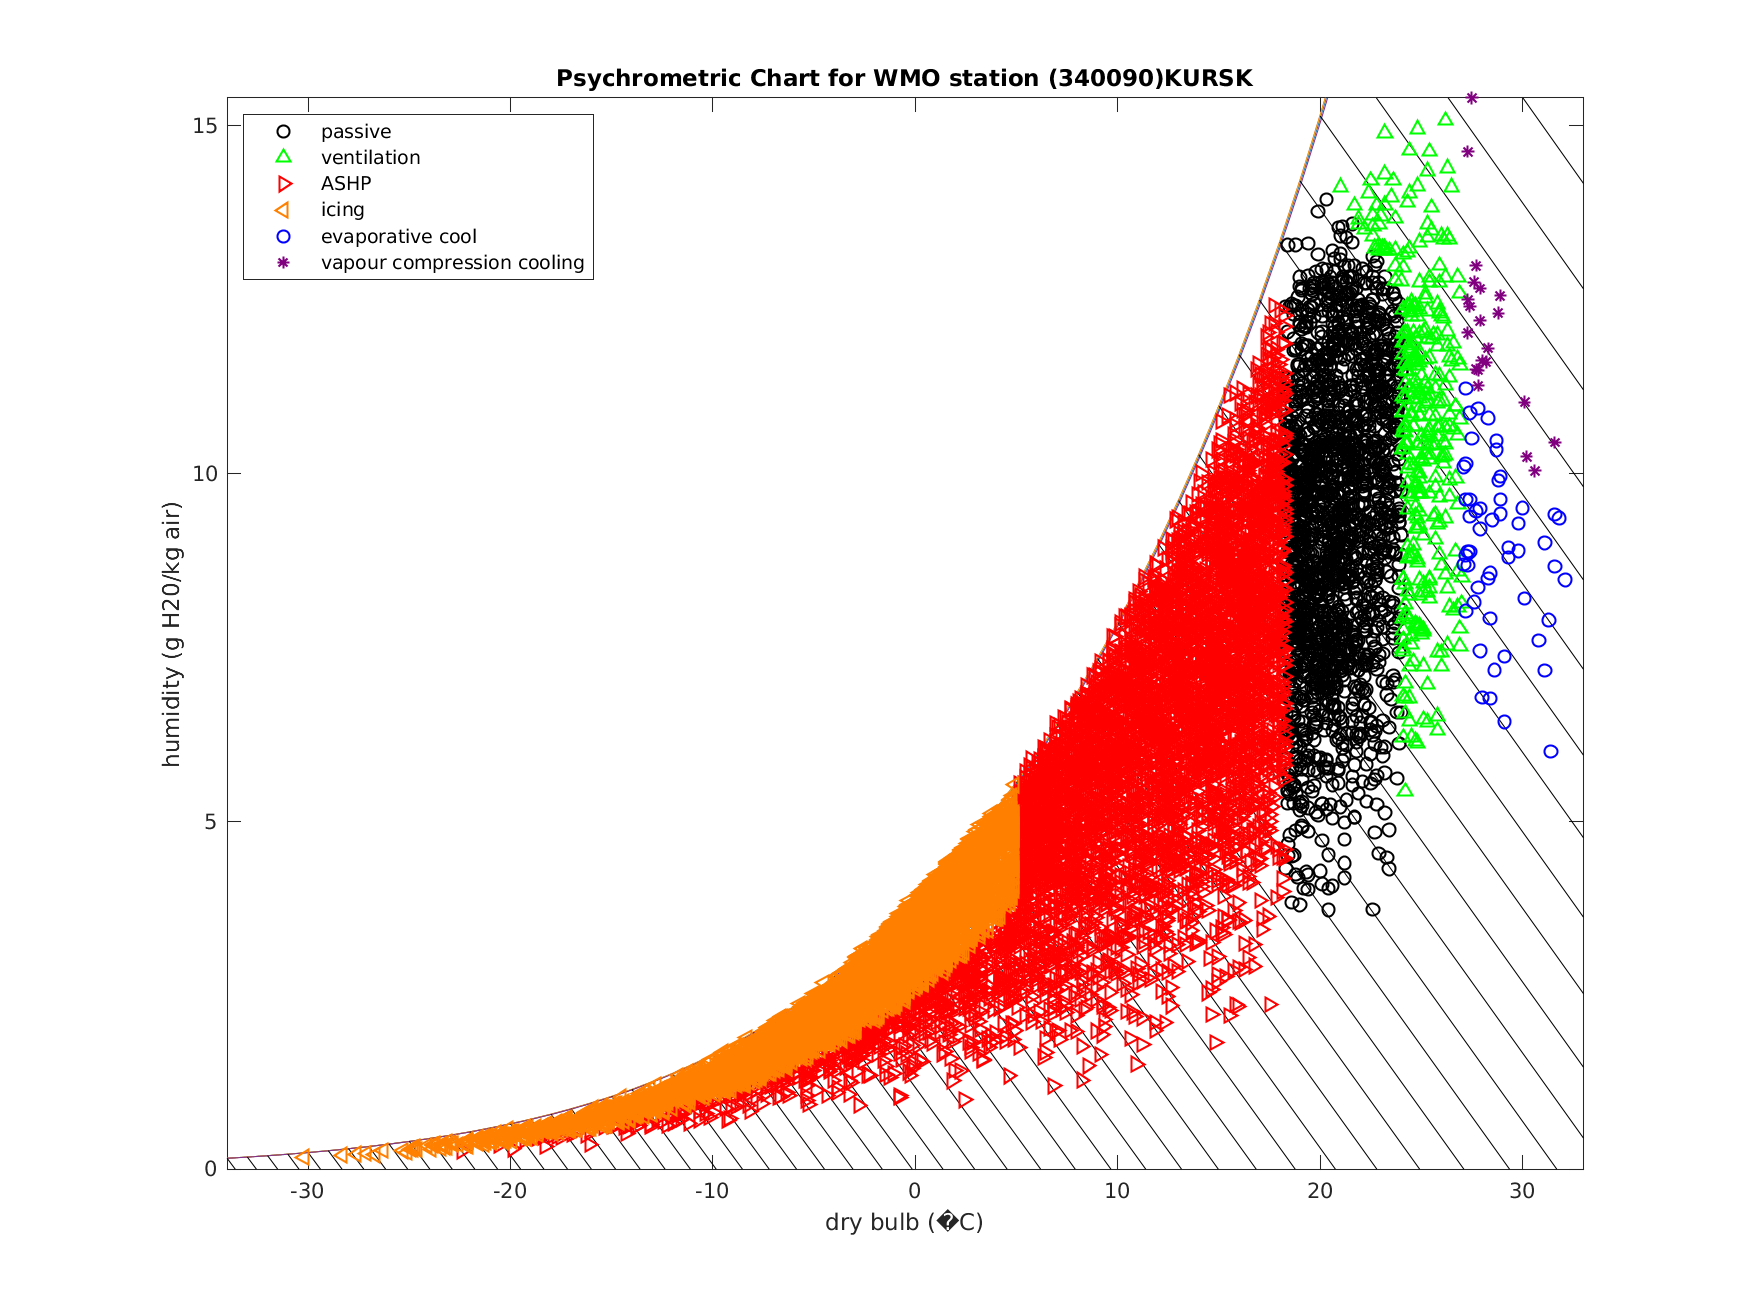 Psychrometric Chart for WMO station (340090)KURSK
passive
ventilation
ASHP
icing
evaporative cool
vapour compression cooling
humidity (g H20/kg air)
15
10
5
0
-30
-20
-10
0
10
20
30
dry bulb (�C)